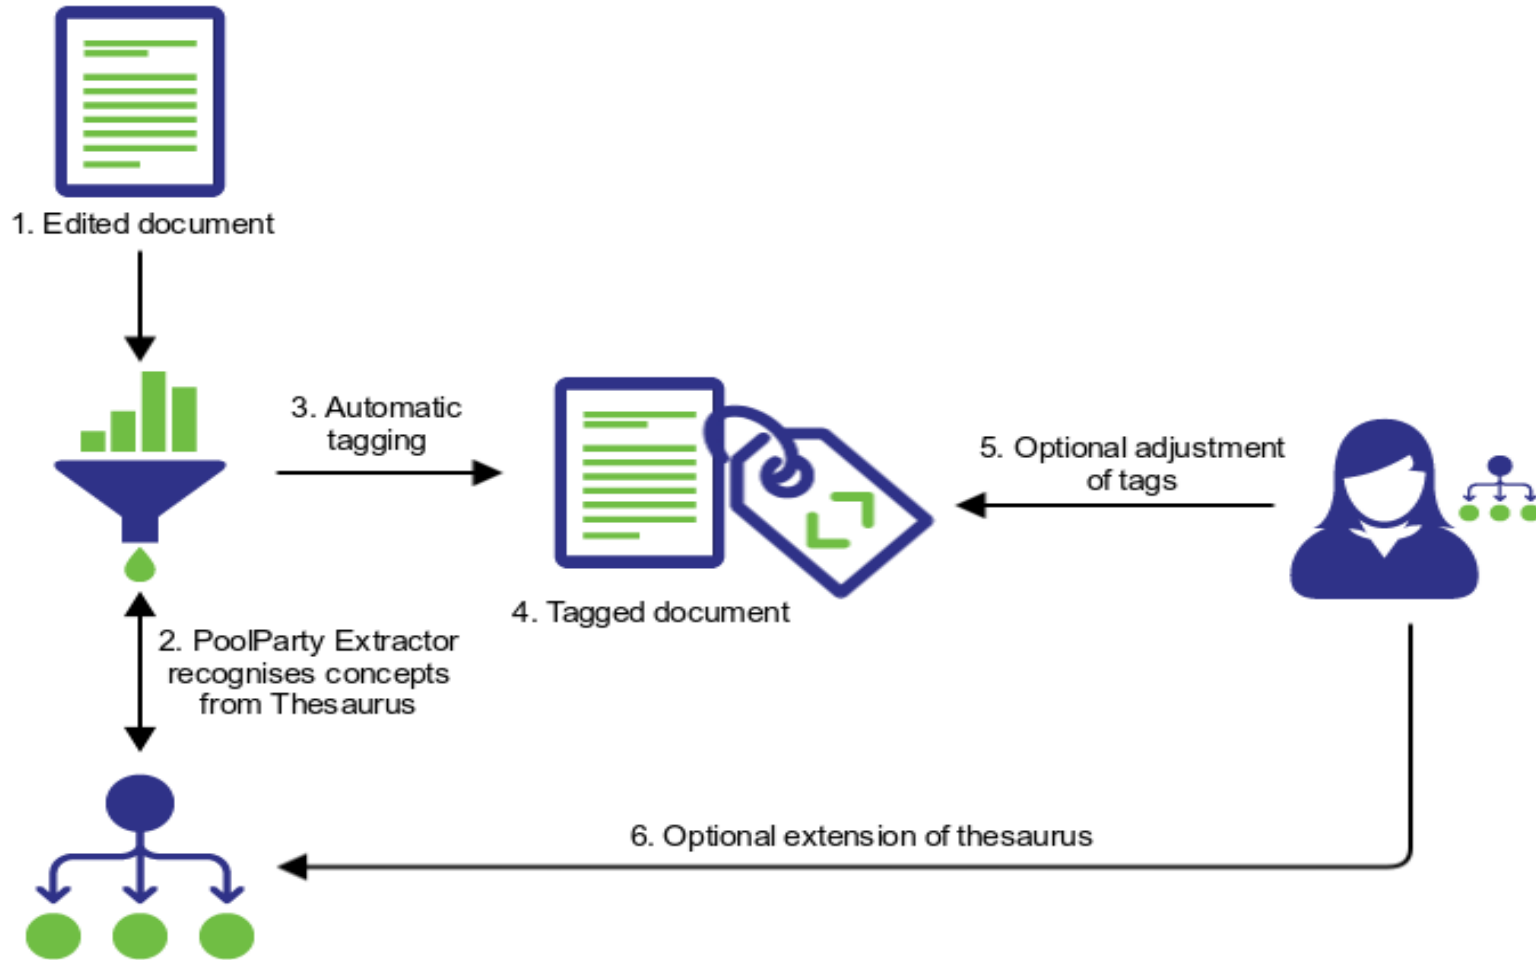 1. Edited document
3. Automatic
tagging
5. Optional adjustment
of tags
4. Tagged document
2. PoolParty Extractor
recognises concepts
from Thesaurus
6. Optional extension of thesaurus